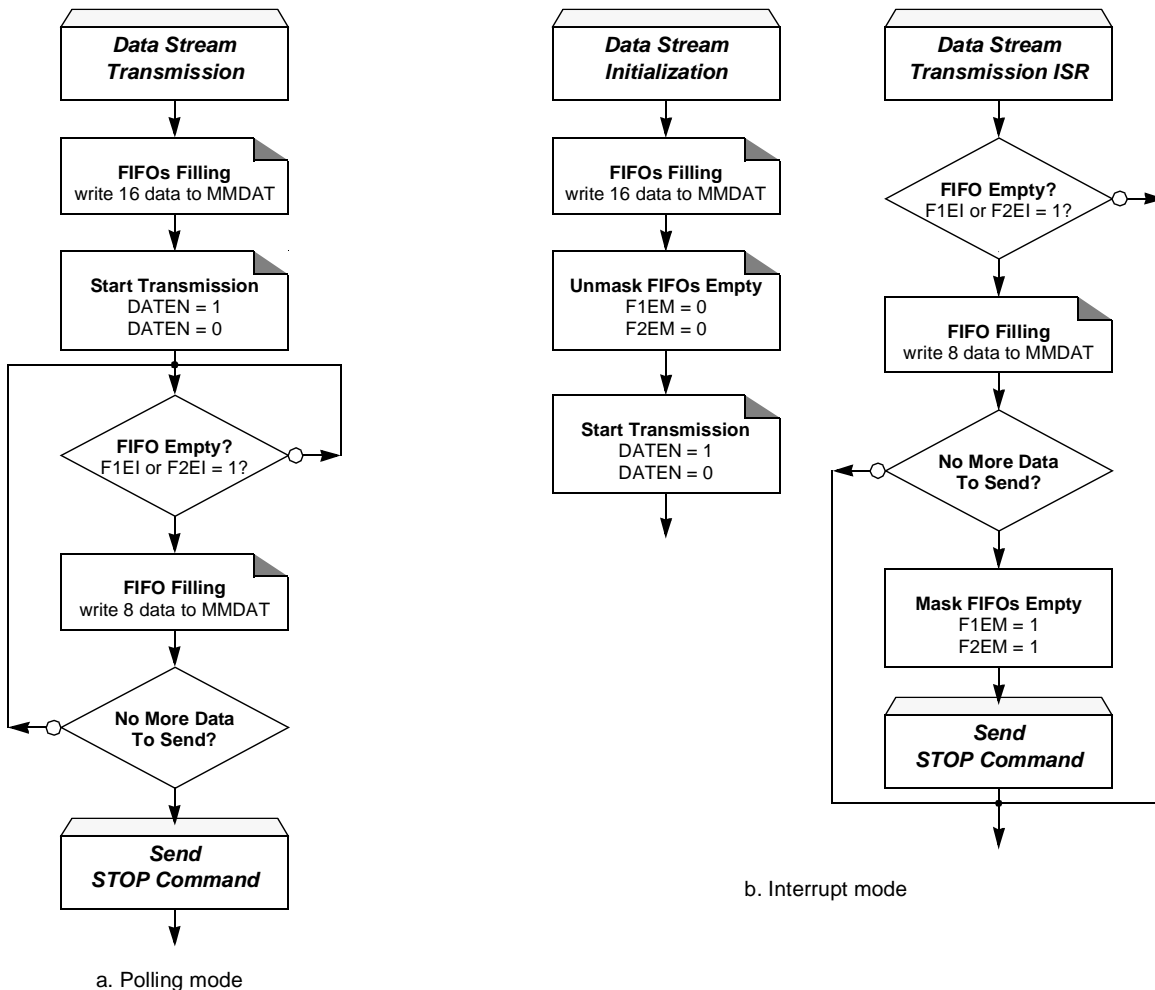 Data Stream
Transmission
FIFOs Filling
write 16 data to MMDAT
Start Transmission
DATEN = 1
DATEN = 0
FIFO Empty?
F1EI or F2EI = 1?
FIFO Filling
write 8 data to MMDAT
No More Data
To Send?
Send
STOP Command
a. Polling mode
Data Stream
Initialization
FIFOs Filling
write 16 data to MMDAT
Unmask FIFOs Empty
F1EM = 0
F2EM = 0
Start Transmission
DATEN = 1
DATEN = 0
Data Stream
Transmission ISR
FIFO Empty?
F1EI or F2EI = 1?
FIFO Filling
write 8 data to MMDAT
No More Data
To Send?
Mask FIFOs Empty
F1EM = 1
F2EM = 1
Send
STOP Command
b. Interrupt mode